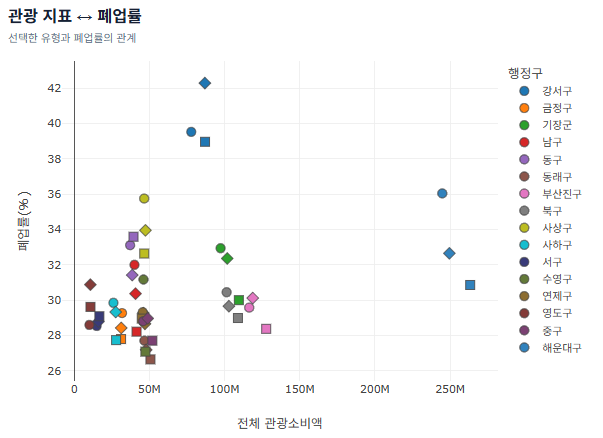 관광 지표 ↔ 폐업률
선택한 유형과 폐업률의 관계
행정구
강서구
금정구
기장군
남구
동구
동래구
부산진구
북구
사상구
사하구
서구
수영구
연제구
영도구
중구
해운대구
폐업률(%)
42
40
38
36
34
32
30
28
26
0
50M
100M
150M
200M
250M
전체 관광소비액